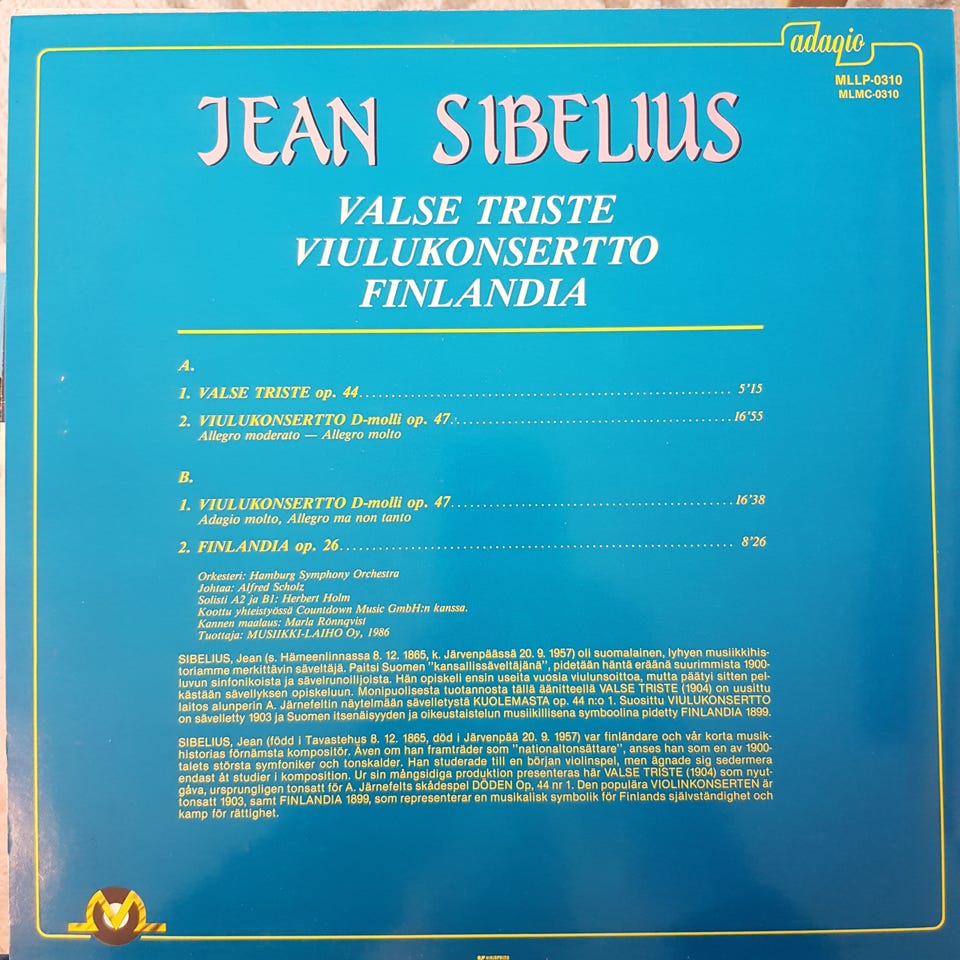 adagio
MLLP-0310
MLMC-0310
JEAN SIBELIUS
VALSE TRISTE
VIULUKONSERTTO
FINLANDIA
A.
1. VALSE TRISTE op. 44 5'15
2. VIULUKONSERTTO D-molli op. 47 16'55
Allegro moderato — Allegro molto
B.
1. VIULUKONSERTTO D-molli op. 47 16'38
Adagio molto, Allegro ma non tanto
2. FINLANDIA op. 26 8'26
Orkesteri: Hamburg Symphony Orchestra
Johtaa: Alfred Scholz
Solisti A2 ja B1: Herbert Holm
Koottu yhteistyössä Countdown Music GmbH:n kanssa.
Kannen maalaus: Marla Rönnqvist
Tuottaja: MUSIIKKI-LAIHO Oy, 1986
SIBELIUS, Jean (s. Hämeenlinnassa 8. 12. 1865, k. Järvenpäässä 20. 9. 1957) oli suomalainen, lyhyen musiikkihis-
toriamme merkittävin säveltäjä. Paitsi Suomen "kansallissäveltäjänä", pidetään häntä eräänä suurimmista 1900-
luvun sinfonikoista ja sävelrunoilijoista. Hän opiskeli ensin useita vuosia viulunsoittoa, mutta päätyi sitten pel-
kästään sävellyksen opiskeluun. Monipuolisesta tuotannosta tällä äänitteellä VALSE TRISTE (1904) on uusittu
laitos alunperin A. Järnefeltin näytelmään sävelletystä KUOLEMASTA op. 44 n:o 1. Suosittu VIULUKONSERTTO
on sävelletty 1903 ja Suomen itsenäisyyden ja oikeustaistelun musiikillisena symboolina pidetty FINLANDIA 1899.
SIBELIUS, Jean (född i Tavastehus 8. 12. 1865, död i Järvenpää 20. 9. 1957) var finländare och vår korta musik-
historias förnämsta kompositör. Även om han framträder som "nationaltonsättare", anses han som en av 1900-
talets största symfoniker och tonskalder. Han studerade till en början violinspel, men ägnade sig sedermera
endast åt studier i komposition. Ur sin mångsidiga produktion presenteras här VALSE TRISTE (1904) som nyut-
gåva, ursprungligen tonsatt för A. Järnefelts skådespel DÖDEN Op, 44 nr 1. Den populära VIOLINKONSERTEN är
tonsatt 1903, samt FINLANDIA 1899, som representerar en musikalisk symbolik för Finlands självständighet och
kamp för rättighet.